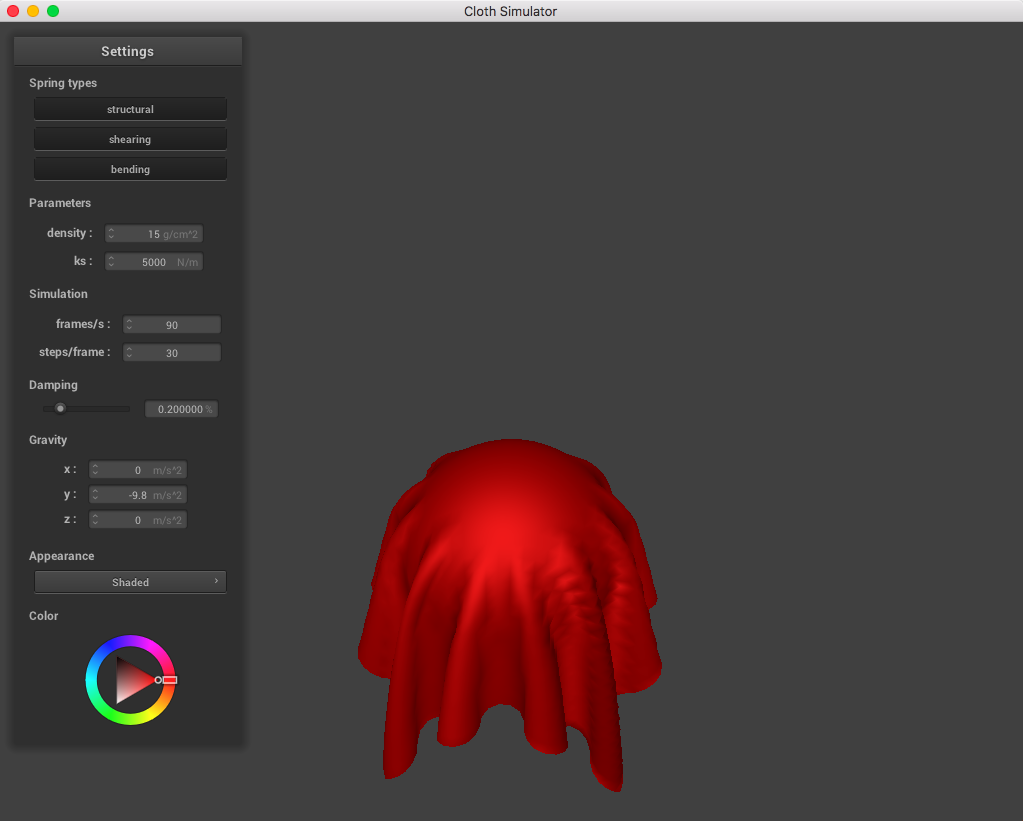 Cloth Simulator
Settings
Spring types
structural
shearing
bending
Parameters
density : 15 g/cm^2
ks : 5000 N/m
Simulation
frames/s : 90
steps/frame : 30
Damping
0.200000 %
Gravity
x : 0 m/s^2
y : -9.8 m/s^2
z : 0 m/s^2
Appearance
Shaded
Color